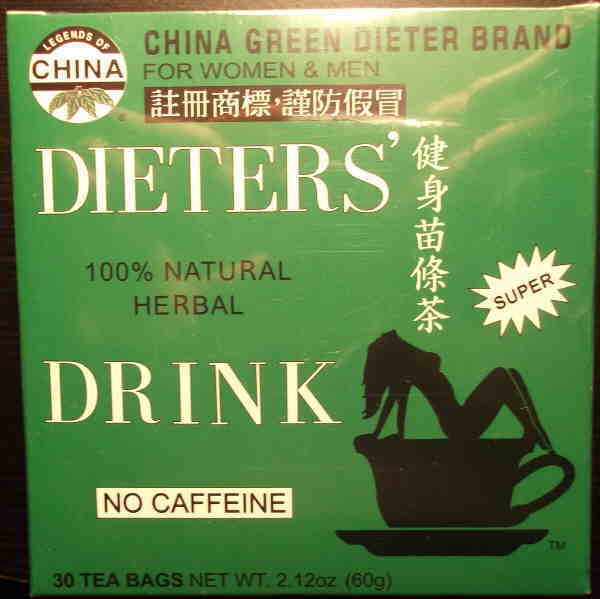 LEGENDS OF
CHINA
®
CHINA GREEN DIETER BRAND
FOR WOMEN & MEN
註冊商標,謹防假冒
DIETERS'
健身苗條茶
100% NATURAL
HERBAL
SUPER
DRINK
NO CAFFEINE
TM
30 TEA BAGS NET WT. 2.12oz. (60g)